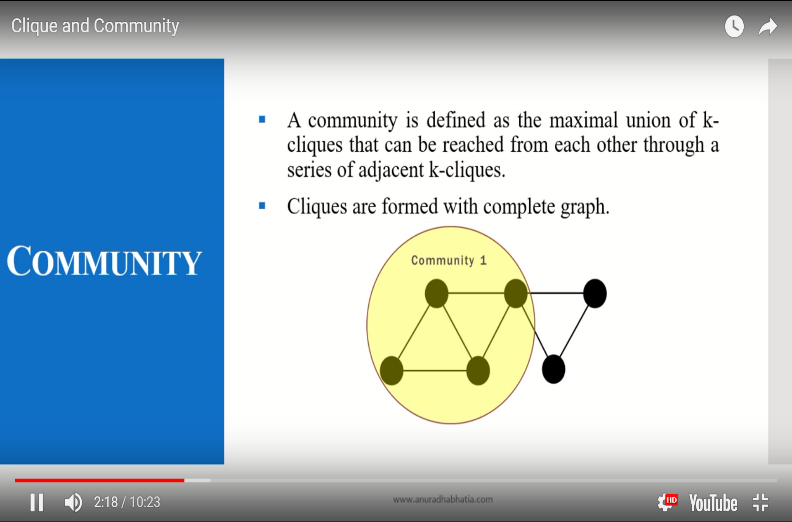 Clique and Community
A community is defined as the maximal union of k-
cliques that can be reached from each other through a
series of adjacent k-cliques.
Cliques are formed with complete graph.
COMMUNITY
Community 1
2:18 / 10:23
www.anuradhabhatia.com
HD
YouTube